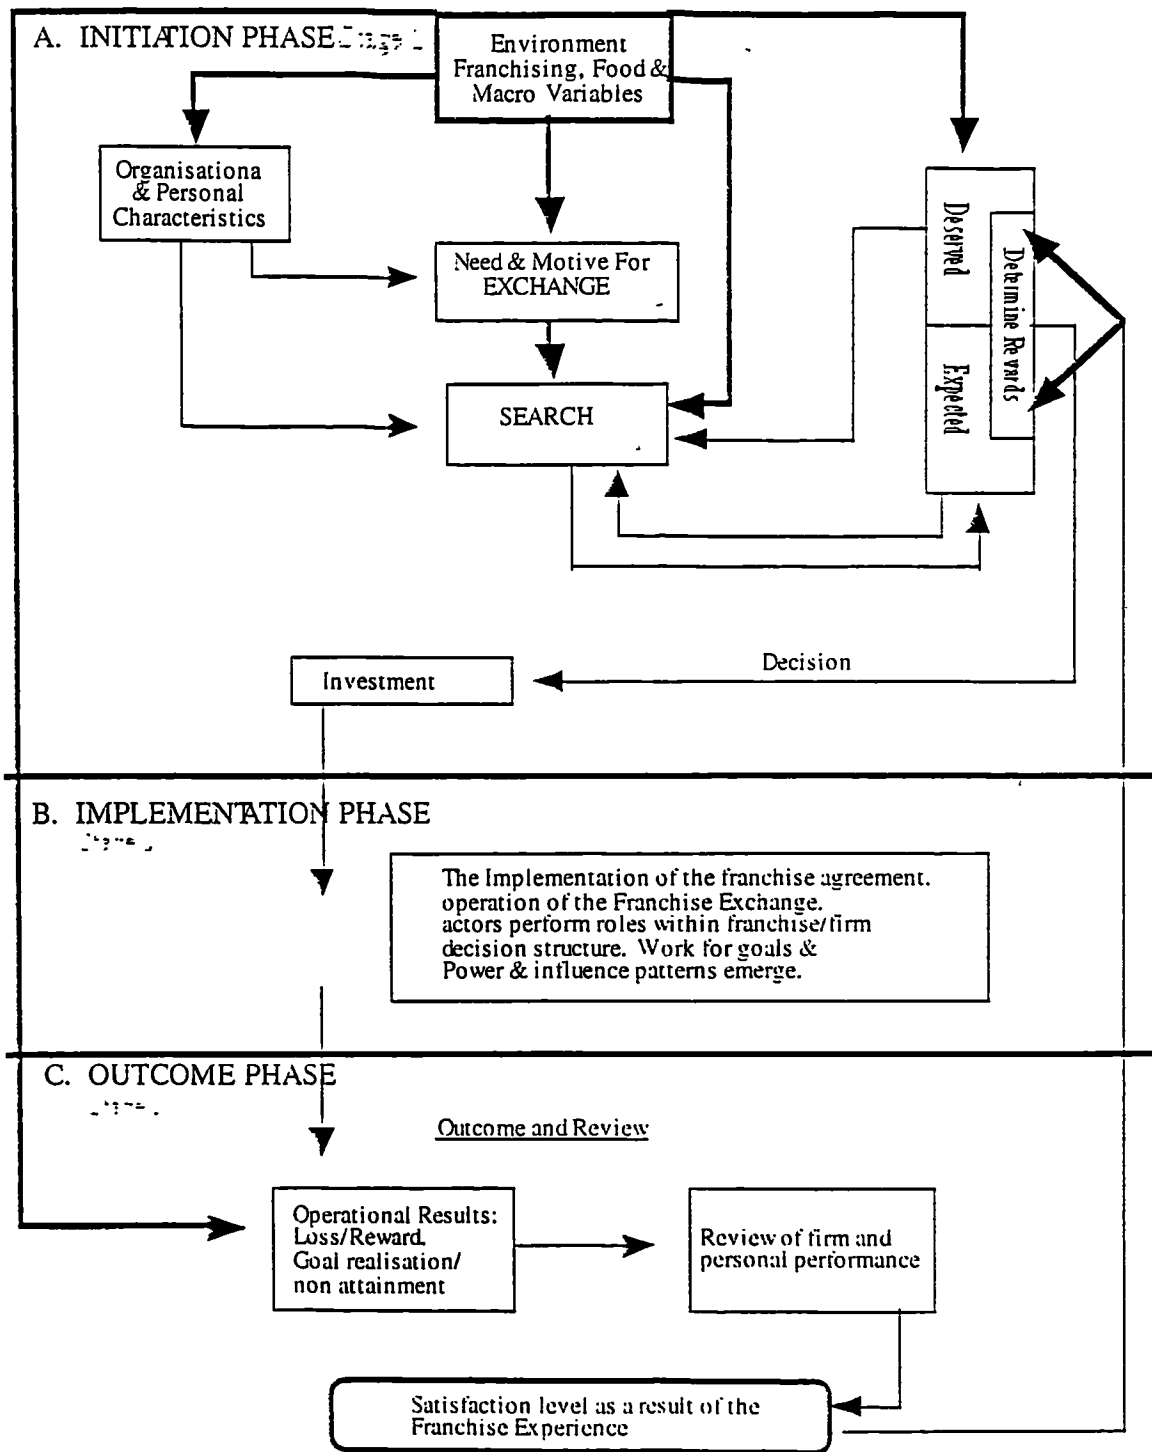 A. INITIATION PHASE
Environment
Franchising, Food &
Macro Variables
Organisationa
& Personal
Characteristics
Need & Motive For
EXCHANGE
SEARCH
Deserved
Determine Rewards
Expected
Decision
Investment
B. IMPLEMENTATION PHASE
The Implementation of the franchise agreement.
operation of the Franchise Exchange.
actors perform roles within franchise/firm
decision structure. Work for goals &
Power & influence patterns emerge.
C. OUTCOME PHASE
Outcome and Review
Operational Results:
Loss/Reward.
Goal realisation/
non attainment
Review of firm and
personal performance
Satisfaction level as a result of the
Franchise Experience